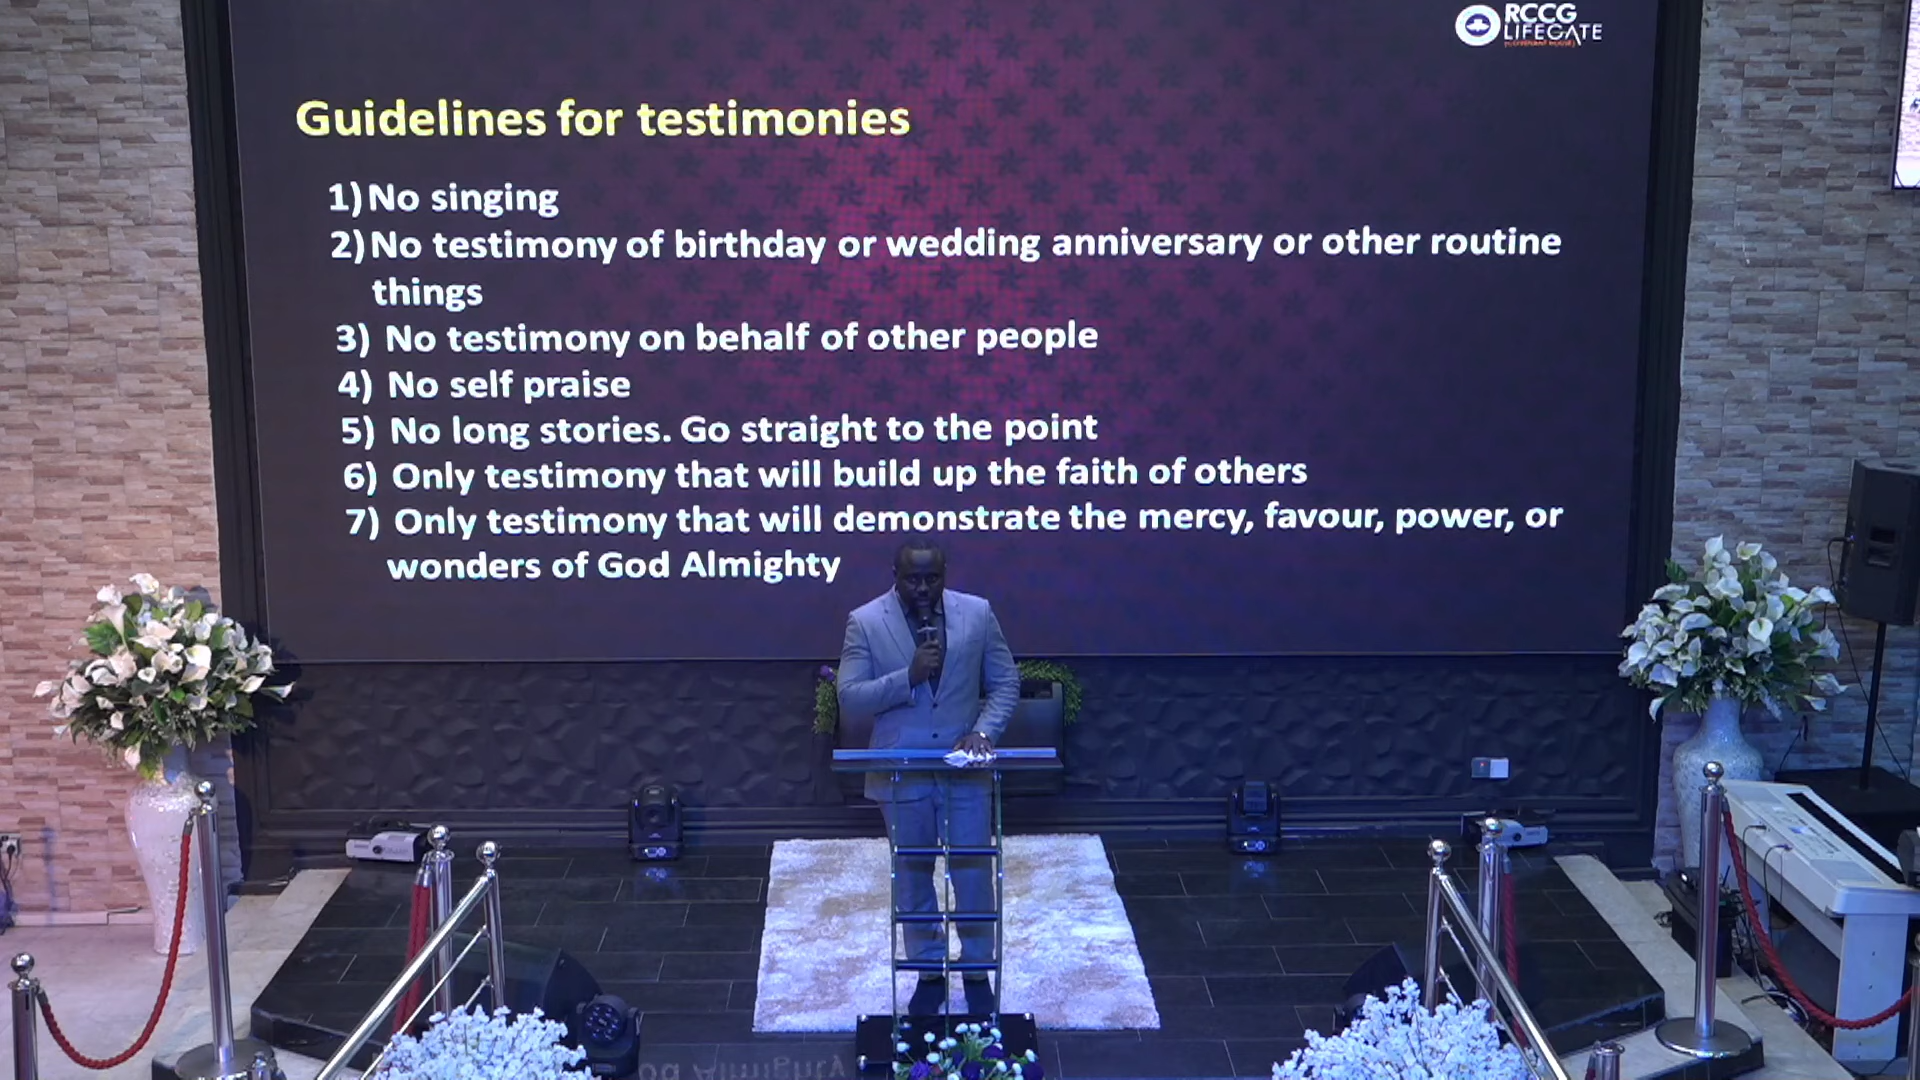 RCCG
LIFEGATE
Guidelines for testimonies
1) No singing
2) No testimony of birthday or wedding anniversary or other routine
things
3) No testimony on behalf of other people
4) No self praise
5) No long stories. Go straight to the point
6) Only testimony that will build up the faith of others
7) Only testimony that will demonstrate the mercy, favour, power, or
wonders of God Almighty